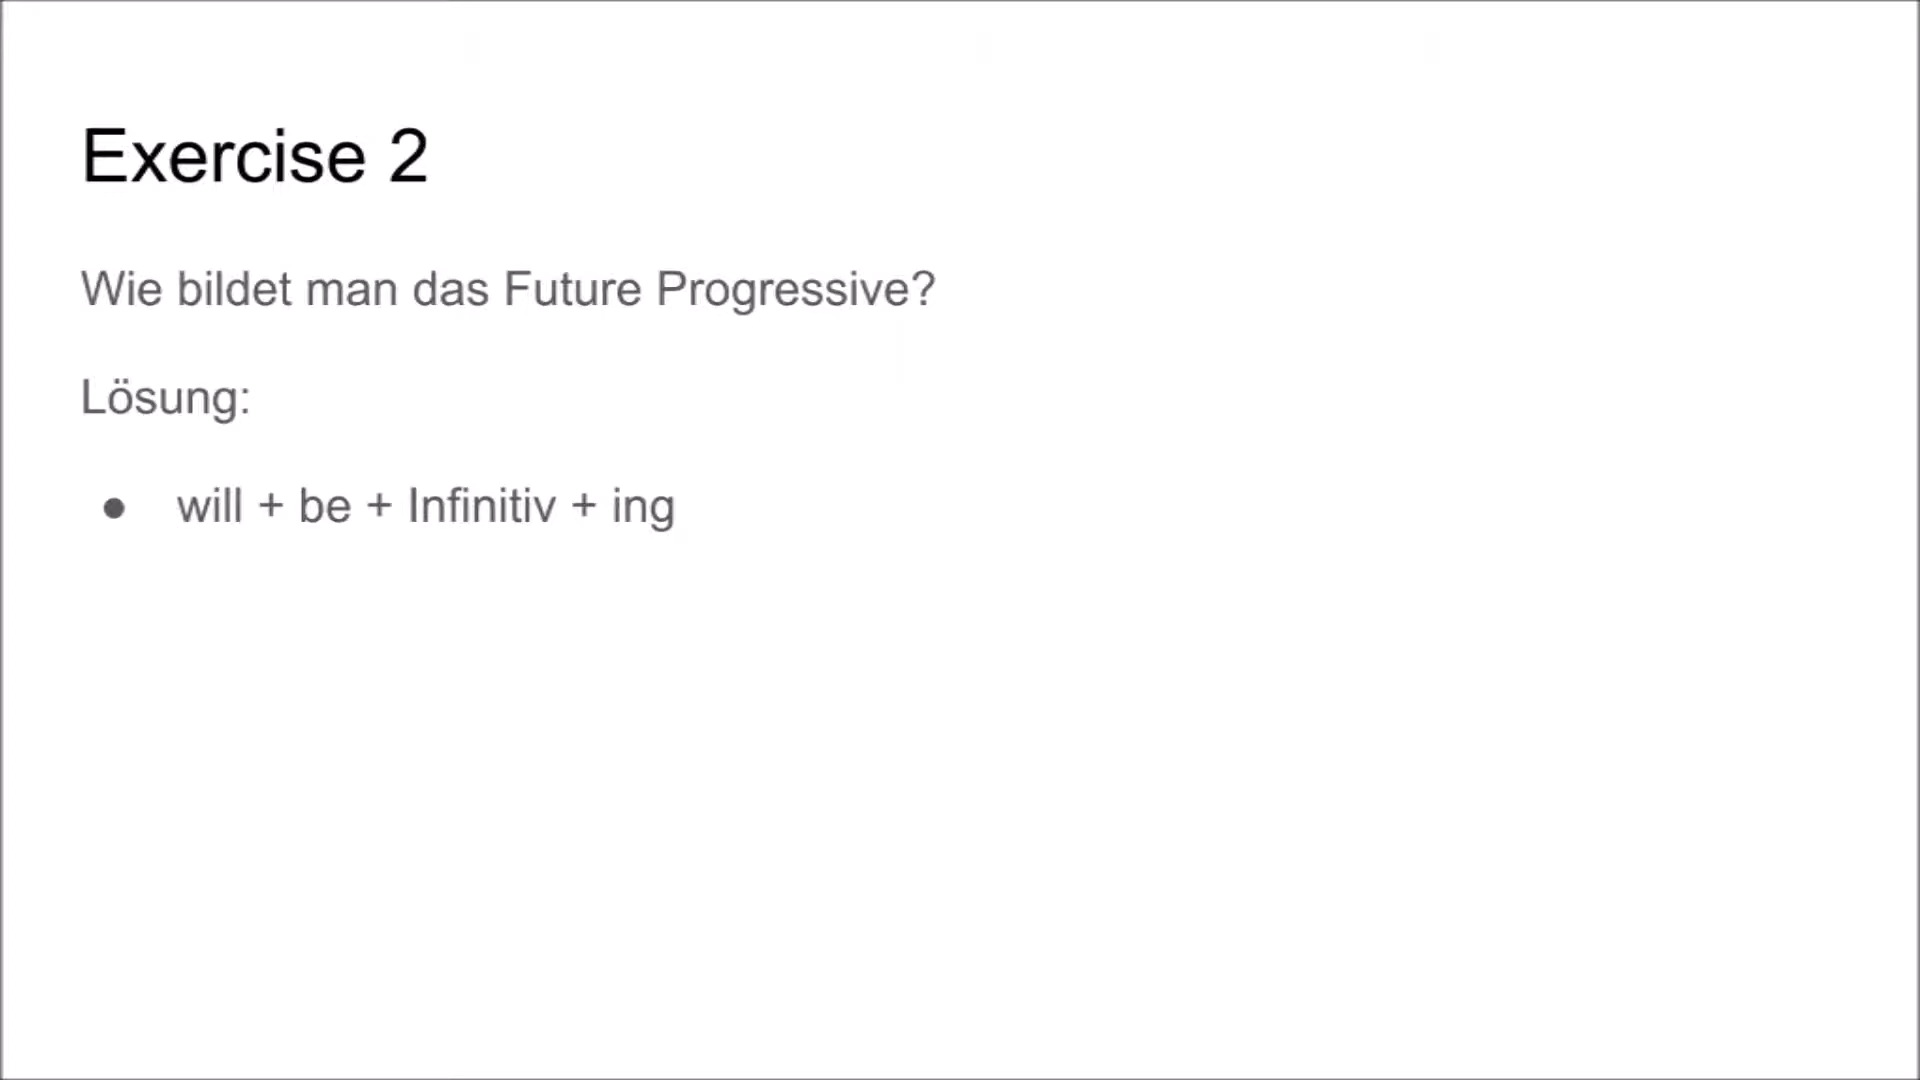 Exercise 2
Wie bildet man das Future Progressive?
Lösung:
● will + be + Infinitiv + ing